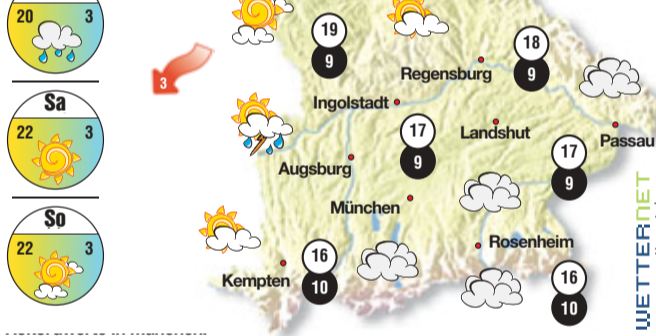 20 3
Sa
22 3
So
22 3
3
19
9
18
9
Regensburg
Ingolstadt
17
9
Landshut
Passau
Augsburg
17
9
München
Rosenheim
Kempten
16
10
16
10
WETTERNET